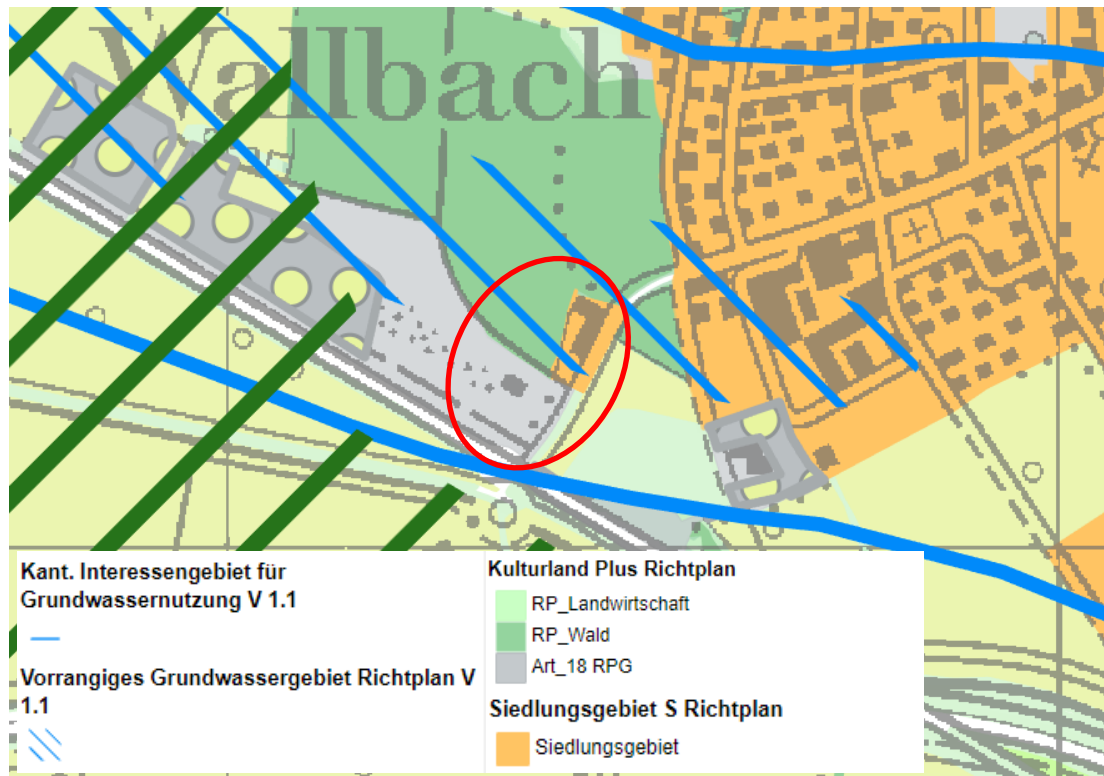 Wallbach
Kant. Interessengebiet für
Grundwassernutzung V 1.1
Vorrangiges Grundwassergebiet Richtplan V
1.1
Kulturland Plus Richtplan
RP_Landwirtschaft
RP_Wald
Art_18 RPG
Siedlungsgebiet S Richtplan
Siedlungsgebiet